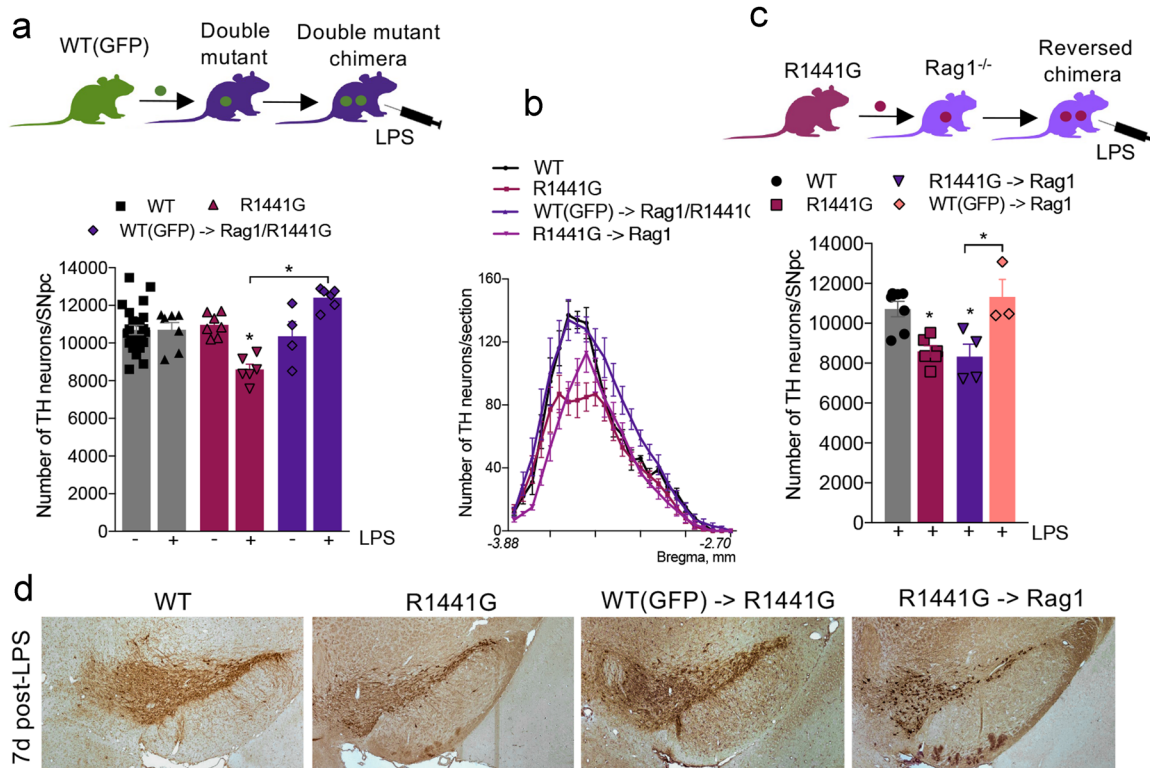 a
WT(GFP)
Double
mutant
Double mutant
chimera
LPS
WT
R1441G
WT(GFP) -> Rag1/R1441G
14000
12000
10000
8000
6000
4000
2000
0
Number of TH neurons/SNpc
*
*
- + - + - + LPS
b
WT
R1441G
WT(GFP) -> Rag1/R1441(
R1441G -> Rag1
160
120
80
40
0
Number of TH neurons/section
-3.88
-2.70
Bregma, mm
c
R1441G
Rag1-/-
Reversed
chimera
LPS
WT
R1441G
R1441G -> Rag1
WT(GFP) -> Rag1
14000
12000
10000
8000
6000
4000
2000
0
Number of TH neurons/SNpc
*
*
*
+ + + + LPS
d
WT
R1441G
WT(GFP) -> R1441G
R1441G -> Rag1
7d post-LPS